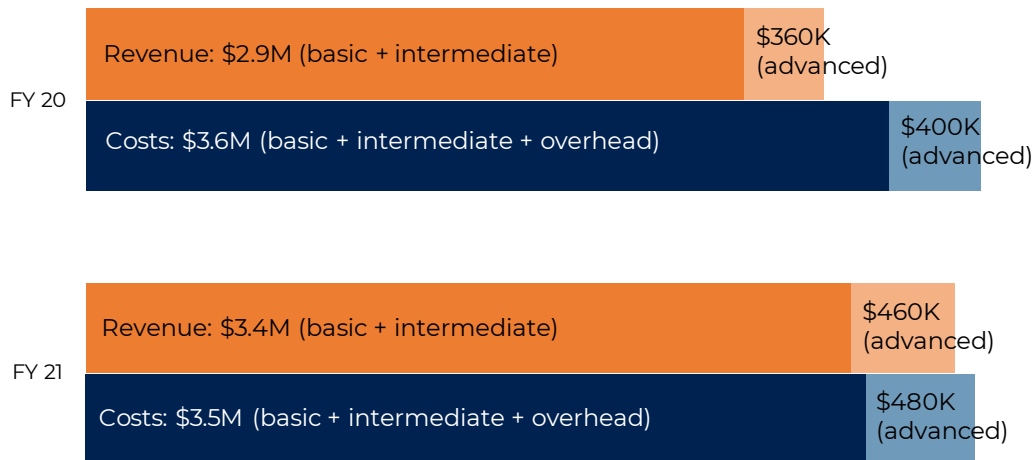 Revenue: $2.9M (basic + intermediate)
$360K
(advanced)
FY 20
Costs: $3.6M (basic + intermediate + overhead)
$400K
(advanced)
Revenue: $3.4M (basic + intermediate)
$460K
(advanced)
FY 21
Costs: $3.5M (basic + intermediate + overhead)
$480K
(advanced)